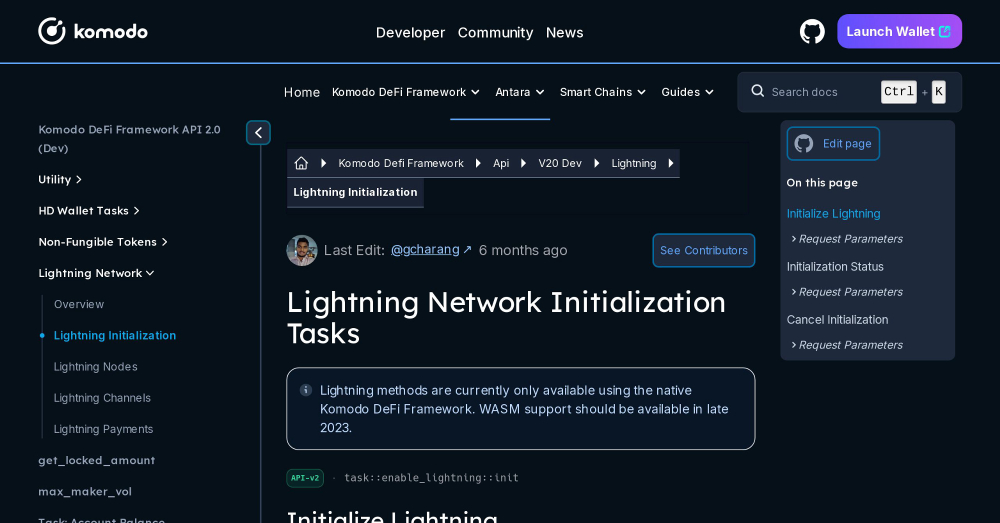 komodo
Developer Community News
Launch Wallet
Home Komodo DeFi Framework Antara Smart Chains Guides
Search docs Ctrl + K
Komodo DeFi Framework API 2.0
(Dev)
Utility
HD Wallet Tasks
Non-Fungible Tokens
Lightning Network
Overview
Lightning Initialization
Lightning Nodes
Lightning Channels
Lightning Payments
get_locked_amount
max_maker_vol
Task: Account Balance
Komodo Defi Framework Api V20 Dev Lightning
Lightning Initialization
Last Edit: @gcharang ↗ 6 months ago
See Contributors
Lightning Network Initialization
Tasks
Lightning methods are currently only available using the native
Komodo DeFi Framework. WASM support should be available in late
2023.
API-v2 · task::enable_lightning::init
Initialize Lightning
Edit page
On this page
Initialize Lightning
Request Parameters
Initialization Status
Request Parameters
Cancel Initialization
Request Parameters